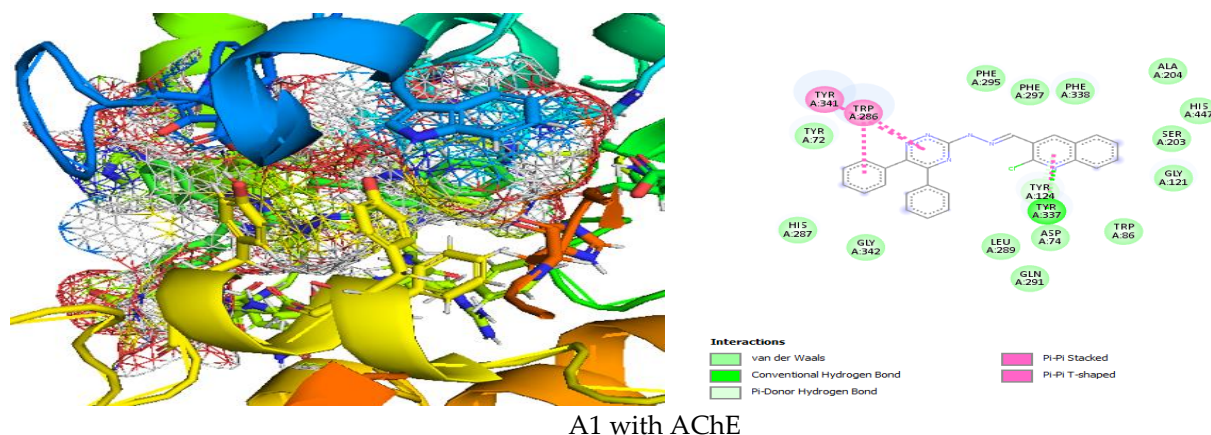 PHE
A:295
PHE
A:297
PHE
A:338
ALA
A:204
TYR
A:341
TRP
A:286
HIS
A:447
TYR
A:72
SER
A:203
N
N
N
N
N
Cl
N
GLY
A:121
TYR
A:124
TYR
A:337
HIS
A:287
GLY
A:342
LEU
A:289
ASP
A:74
TRP
A:86
GLN
A:291
Interactions
van der Waals
Conventional Hydrogen Bond
Pi-Donor Hydrogen Bond
Pi-Pi Stacked
Pi-Pi T-shaped
A1 with AChE